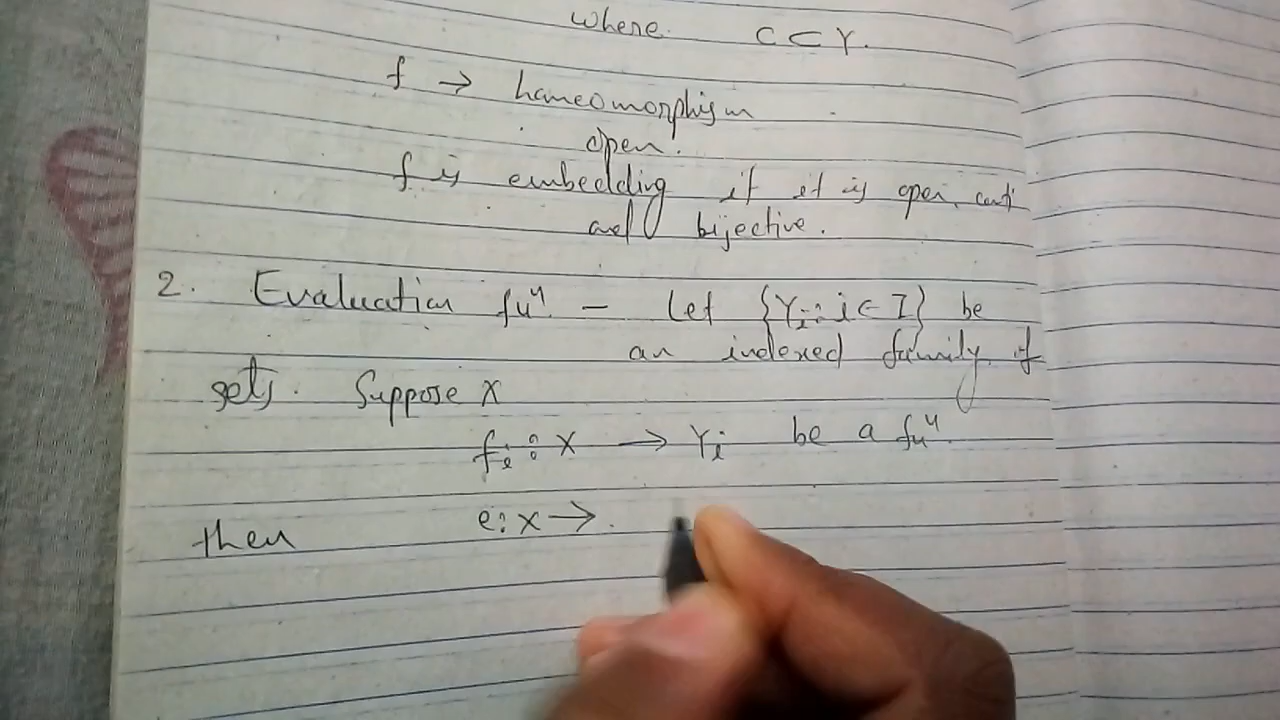 where C ⊂ Y.
f → homeomorphism
open.
f is embedding if it is open, cont
and bijective.
2. Evaluation fuⁿ – Let {Yi : i ∈ I} be
an indexed family of
sets. Suppose X
fi : X → Yi be a fuⁿ
then e : X →